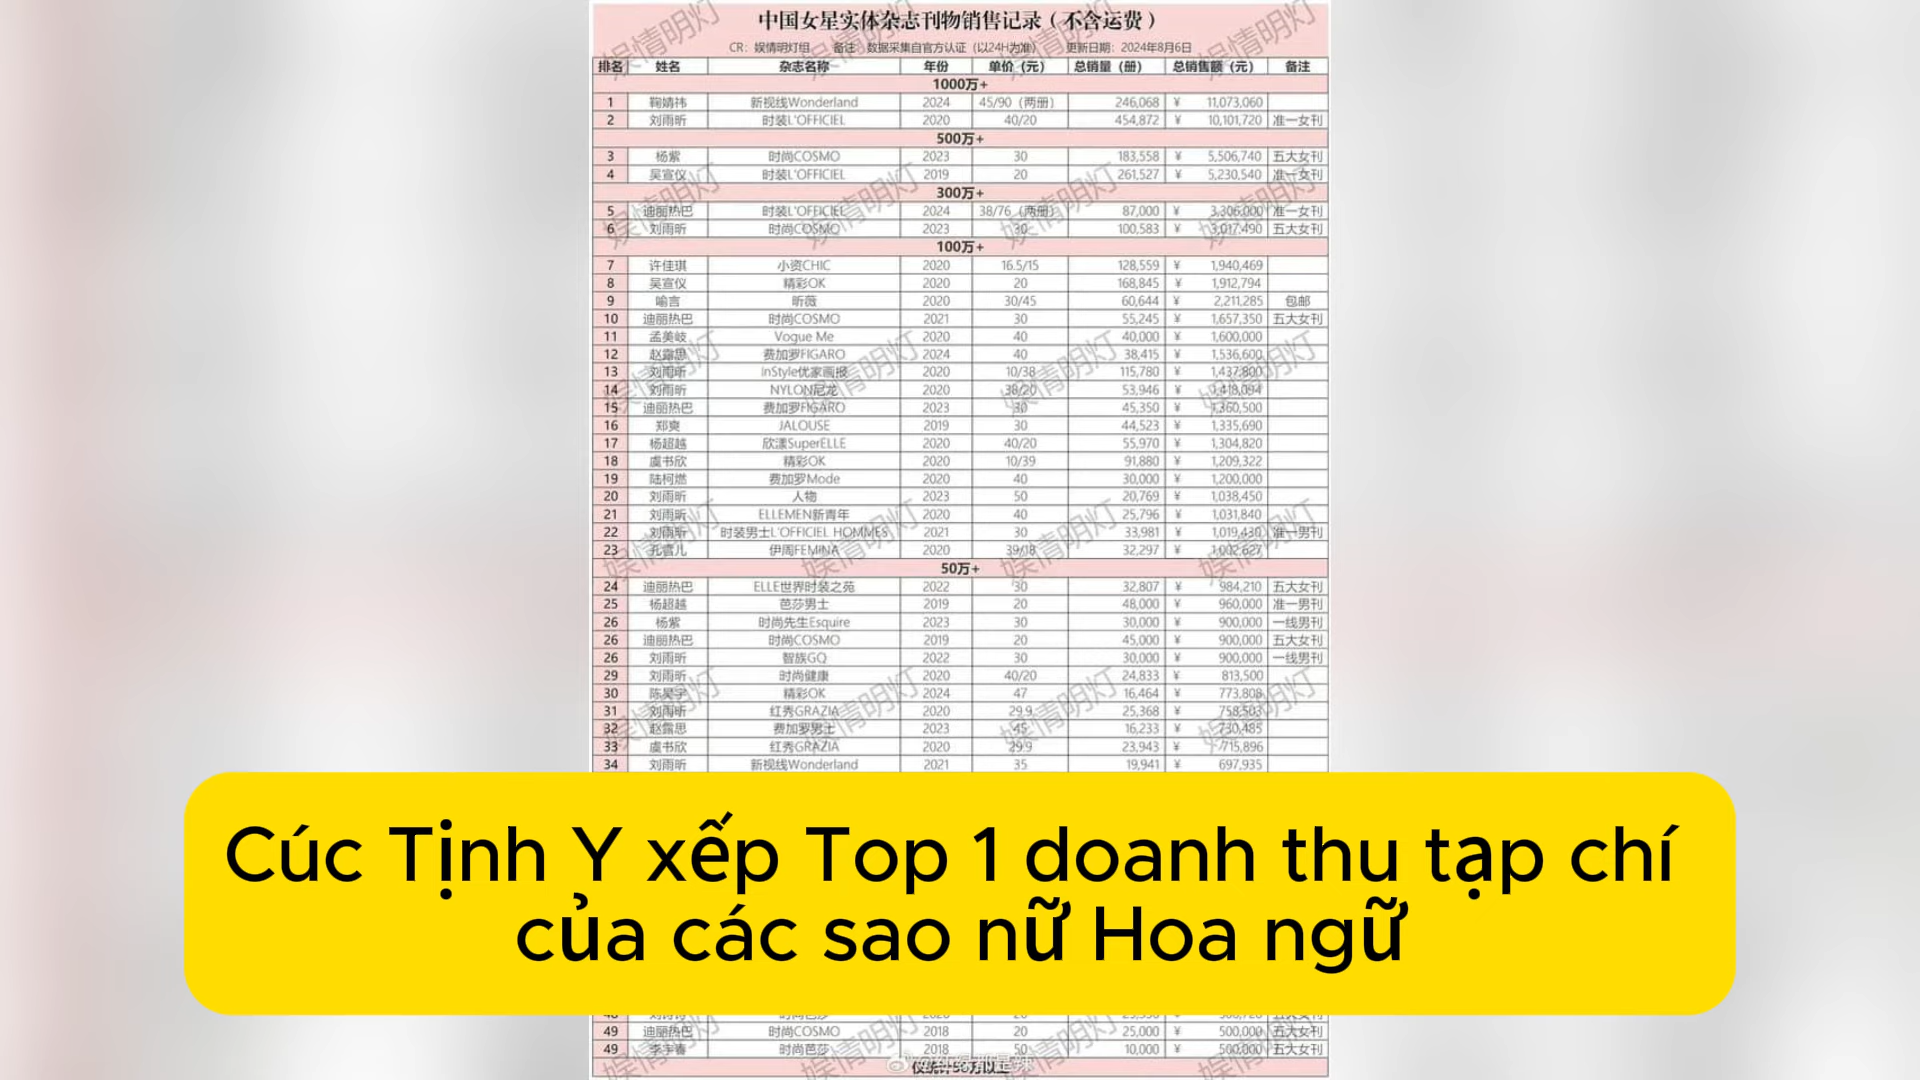 中国女星实体杂志刊物销售记录（不含运费）
CR：娱情明灯组 备注：数据采集自官方认证（以24H为准） 更新日期：2024年8月6日
排名 姓名 杂志名称 年份 单价（元） 总销量（册） 总销售额（元） 备注
1000万+
1 鞠婧祎 新视线Wonderland 2024 45/90（两册） 246,068 ¥ 11,073,060
2 刘雨昕 时装L'OFFICIEL 2020 40/20 454,872 ¥ 10,101,720 准一女刊
500万+
3 杨紫 时尚COSMO 2023 30 183,558 ¥ 5,506,740 五大女刊
4 吴宣仪 时装L'OFFICIEL 2019 20 261,527 ¥ 5,230,540 准一女刊
300万+
5 迪丽热巴 时装L'OFFICIEL 2024 38/76（两册） 87,000 ¥ 3,306,000 准一女刊
6 刘雨昕 时尚COSMO 2023 30 100,583 ¥ 3,017,490 五大女刊
100万+
7 许佳琪 小资CHIC 2020 16.5/15 128,559 ¥ 1,940,469
8 吴宣仪 精彩OK 2020 20 168,845 ¥ 1,912,794
9 喻言 昕薇 2020 30/45 60,644 ¥ 2,211,285 包邮
10 迪丽热巴 时尚COSMO 2021 30 55,245 ¥ 1,657,350 五大女刊
11 孟美岐 Vogue Me 2020 40 40,000 ¥ 1,600,000
12 赵露思 费加罗FIGARO 2024 40 38,415 ¥ 1,536,600
13 刘雨昕 InStyle优家画报 2020 10/38 115,780 ¥ 1,437,800
14 刘雨昕 NYLON尼龙 2020 38/20 53,946 ¥ 1,418,094
15 迪丽热巴 费加罗FIGARO 2023 30 45,350 ¥ 1,360,500
16 郑爽 JALOUSE 2019 30 44,523 ¥ 1,335,690
17 杨超越 欣漾SuperELLE 2020 40/20 55,970 ¥ 1,304,820
18 虞书欣 精彩OK 2020 10/39 91,880 ¥ 1,209,322
19 陆柯燃 费加罗Mode 2020 40 30,000 ¥ 1,200,000
20 刘雨昕 人物 2023 50 20,769 ¥ 1,038,450
21 刘雨昕 ELLEMEN新青年 2020 40 25,796 ¥ 1,031,840
22 刘雨昕 时装男士L'OFFICIEL HOMMES 2021 30 33,981 ¥ 1,019,430 准一男刊
23 孔雪儿 伊周FEMINA 2020 39/18 32,297 ¥ 1,002,627
50万+
24 迪丽热巴 ELLE世界时装之苑 2022 30 32,807 ¥ 984,210 五大女刊
25 杨超越 芭莎男士 2019 20 48,000 ¥ 960,000 准一男刊
26 杨紫 时尚先生Esquire 2023 30 30,000 ¥ 900,000 一线男刊
26 迪丽热巴 时尚COSMO 2019 20 45,000 ¥ 900,000 五大女刊
26 刘雨昕 智族GQ 2022 30 30,000 ¥ 900,000 一线男刊
29 刘雨昕 时尚健康 2020 40/20 24,833 ¥ 813,500
30 陈昊宇 精彩OK 2024 47 16,464 ¥ 773,808
31 刘雨昕 红秀GRAZIA 2020 29.9 25,368 ¥ 758,503
32 赵露思 费加罗男士 2023 45 16,233 ¥ 730,485
33 虞书欣 红秀GRAZIA 2020 29.9 23,943 ¥ 715,896
34 刘雨昕 新视线Wonderland 2021 35 19,941 ¥ 697,935
Cúc Tịnh Y xếp Top 1 doanh thu tạp chí
của các sao nữ Hoa ngữ
49 迪丽热巴 时尚COSMO 2018 20 25,000 ¥ 500,000 五大女刊
49 李宇春 时尚芭莎 2018 50 10,000 ¥ 500,000 五大女刊
仅统计50万以上